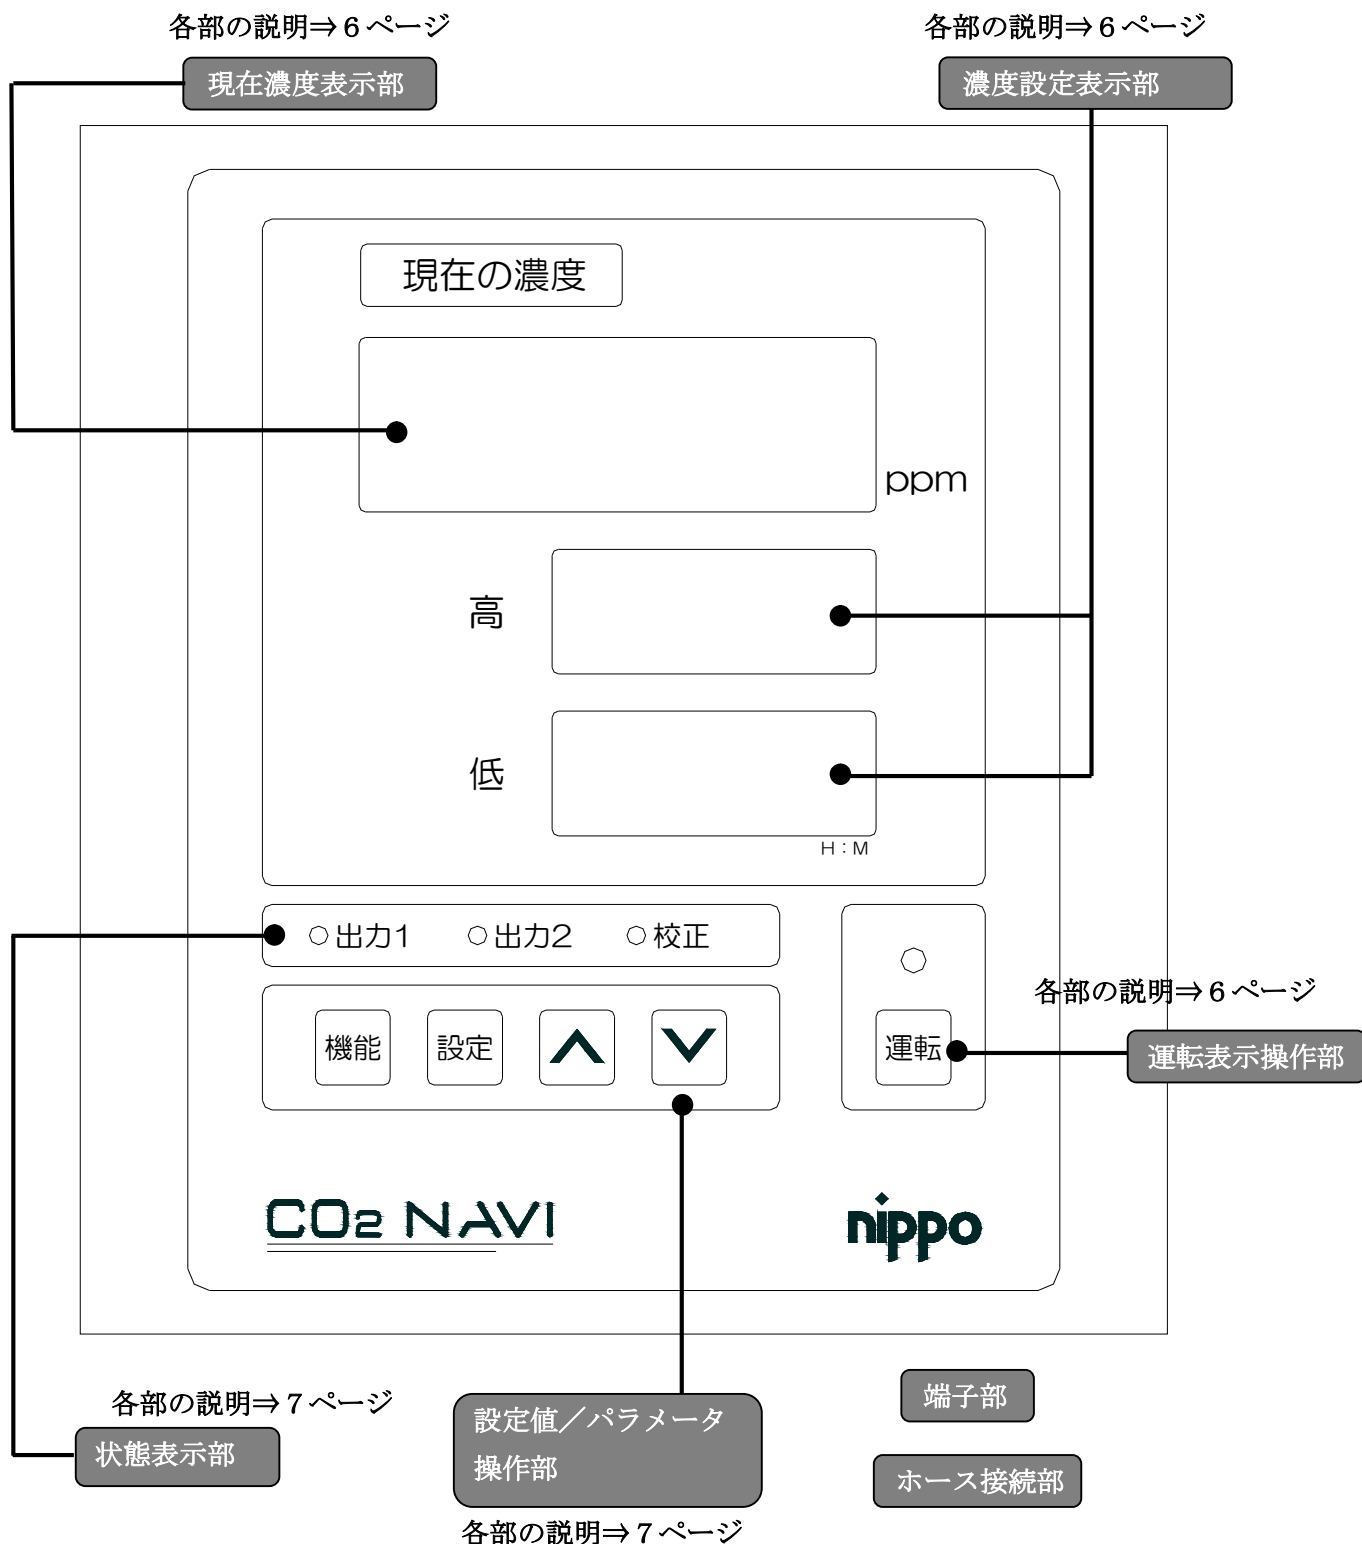 各部の説明⇒６ページ
各部の説明⇒６ページ
現在濃度表示部
濃度設定表示部
現在の濃度
ppm
高
低
H：M
出力1
出力2
校正
各部の説明⇒６ページ
機能
設定
運転
運転表示操作部
CO2 NAVI
nippo
各部の説明⇒７ページ
状態表示部
設定値／パラメータ
操作部
各部の説明⇒７ページ
端子部
ホース接続部